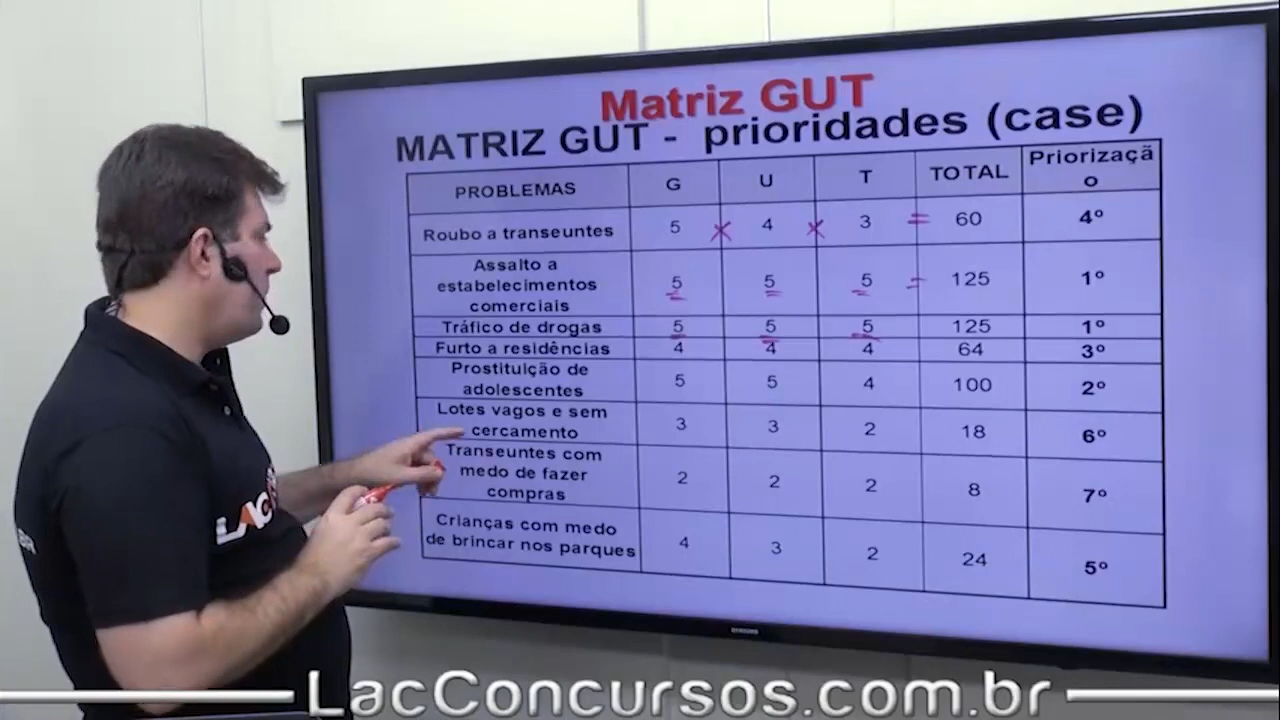 Matriz GUT
MATRIZ GUT - prioridades (case)
PROBLEMAS G U T TOTAL Priorizaçã
o
Roubo a transeuntes 5 x 4 x 3 = 60 4º
Assalto a
estabelecimentos
comerciais 5 5 5 = 125 1º
Tráfico de drogas 5 5 5 125 1º
Furto a residências 4 4 4 64 3º
Prostituição de
adolescentes 5 5 4 100 2º
Lotes vagos e sem
cercamento 3 3 2 18 6º
Transeuntes com
medo de fazer
compras 2 2 2 8 7º
Crianças com medo
de brincar nos parques 4 3 2 24 5º
SAMSUNG
LAC
LacConcursos.com.br